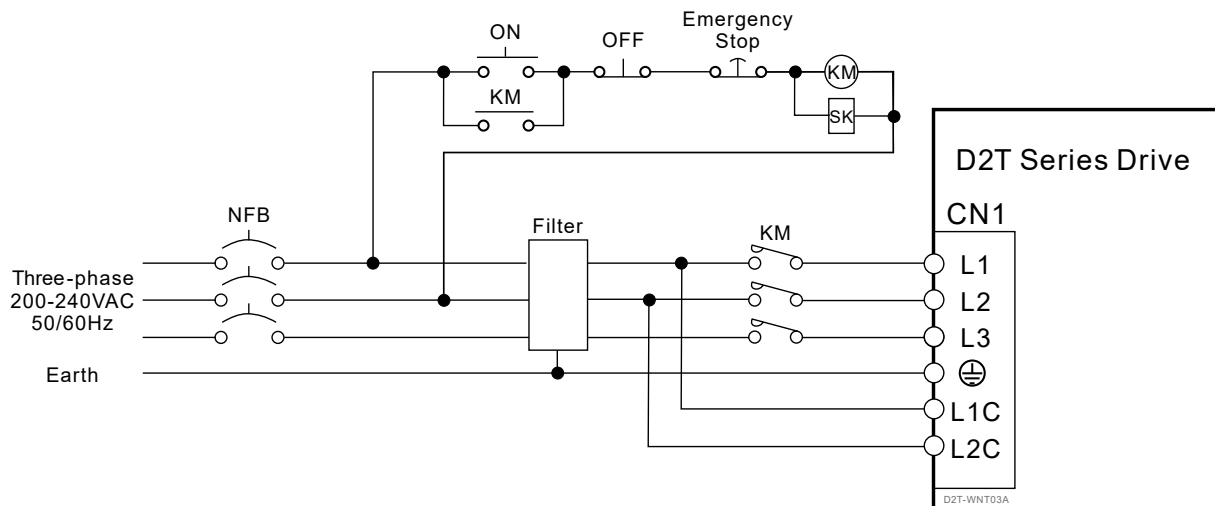 Emergency
Stop
ON
OFF
KM
KM
SK
D2T Series Drive
CN1
NFB
Filter
KM
Three-phase
200-240VAC
50/60Hz
L1
L2
L3
Earth
L1C
L2C
D2T-WNT03A